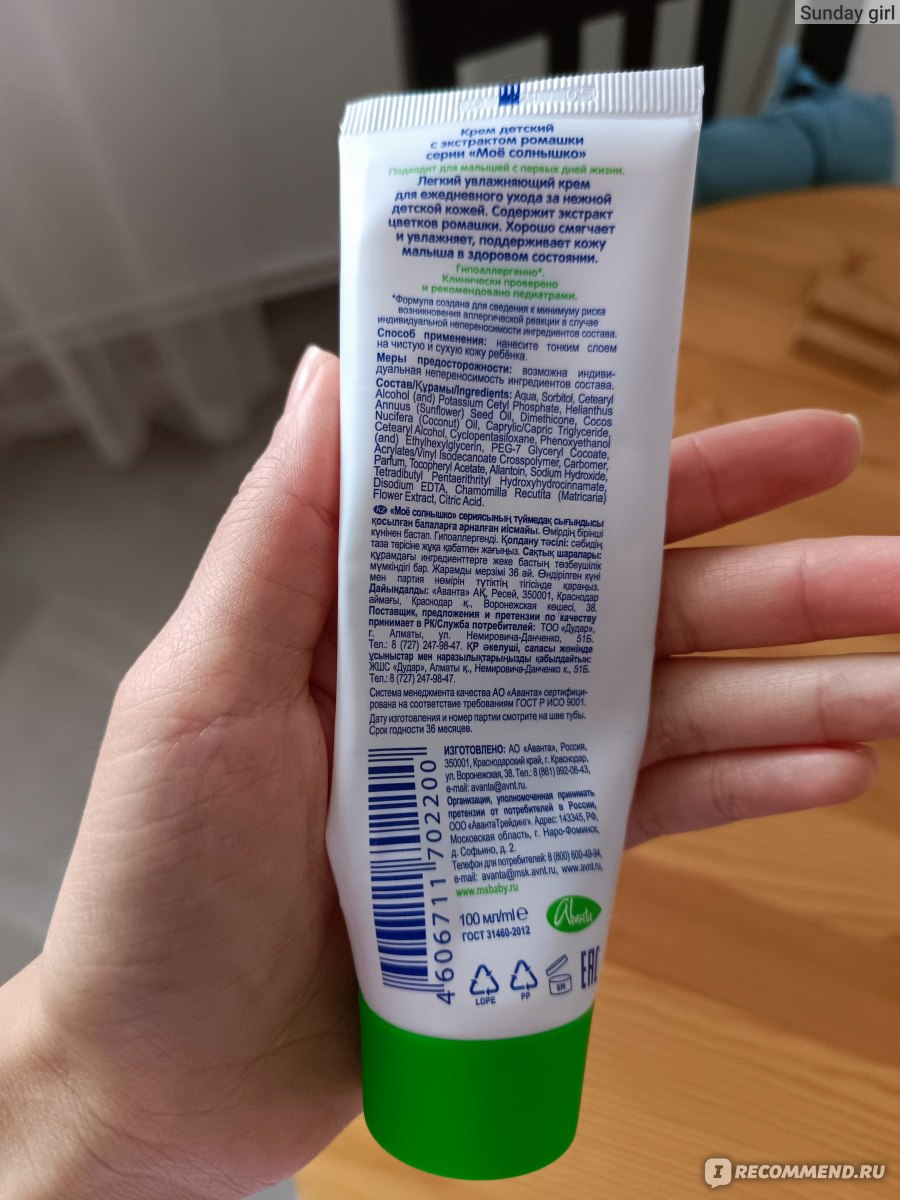 Sunday girl
Крем детский
с экстрактом ромашки
серии «Моё солнышко»
Подходит для малышей с первых дней жизни.
Легкий увлажняющий крем
для ежедневного ухода за нежной
детской кожей. Содержит экстракт
цветков ромашки. Хорошо смягчает
и увлажняет, поддерживает кожу
малыша в здоровом состоянии.
Гипоаллергенно*.
Клинически проверено
и рекомендовано педиатрами.
*Формула создана для сведения к минимуму риска
возникновения аллергической реакции в случае
индивидуальной непереносимости ингредиентов состава.
Способ применения: нанесите тонким слоем
на чистую и сухую кожу ребёнка.
Меры предосторожности: возможна индиви-
дуальная непереносимость ингредиентов состава.
Состав/Құрамы/Ingredients: Aqua, Sorbitol, Cetearyl
Alcohol (and) Potassium Cetyl Phosphate, Helianthus
Annuus (Sunflower) Seed Oil, Dimethicone, Cocos
Nucifera (Coconut) Oil, Caprylic/Capric Triglyceride,
Cetearyl Alcohol, Cyclopentasiloxane, Phenoxyethanol
(and) Ethylhexylglycerin, PEG-7 Glyceryl Cocoate,
Acrylates/Vinyl Isodecanoate Crosspolymer, Carbomer,
Parfum, Tocopheryl Acetate, Allantoin, Sodium Hydroxide,
Tetradibutyl Pentaerithrityl Hydroxyhydrocinnamate,
Disodium EDTA, Chamomilla Recutita (Matricaria)
Flower Extract, Citric Acid.
KZ «Моё солнышко» сериясының түймедақ сығындысы
қосылған балаларға арналған иісмайы. Өмірдің бірінші
күнінен бастап. Гипоаллергенді. Қолдану тәсілі: сәбидің
таза терісіне жұқа қабатпен жағыңыз. Сақтық шаралары:
құрамдағы ингредиенттерге жеке бастың төзбеушілік
мүмкіндігі бар. Жарамды мерзімі 36 ай. Өндірілген күні
мен партия нөмірін түтіктің тігісінде қараңыз.
Дайындалды: «Аванта» АҚ, Ресей, 350001, Краснодар
аймағы, Краснодар қ., Воронежская көшесі, 38.
Поставщик, предложения и претензии по качеству
принимает в РК/Служба потребителей: ТОО «Дудар»,
г. Алматы, ул. Немировича-Данченко, 51Б.
Тел.: 8 (727) 247-98-47. ҚР әкелуші, сапасы жөнінде
ұсыныстар мен наразылықтарыңызды қабылдайтын:
ЖШС «Дудар», Алматы қ., Немировича-Данченко к., 51Б.
Тел.: 8 (727) 247-98-47.
Система менеджмента качества АО «Аванта» сертифици-
рована на соответствие требованиям ГОСТ Р ИСО 9001.
Дату изготовления и номер партии смотрите на шве тубы.
Срок годности 36 месяцев.
ИЗГОТОВЛЕНО: АО «Аванта», Россия,
350001, Краснодарский край, г. Краснодар,
ул. Воронежская, 38. Тел.: 8 (861) 992-06-43,
e-mail: avanta@avnt.ru.
Организация, уполномоченная принимать
претензии от потребителей в России,
ООО «АвантаТрейдинг». Адрес: 143345, РФ,
Московская область, г. Наро-Фоминск,
д. Софьино, д. 2.
Телефон для потребителей: 8 (800) 600-49-94,
e-mail: avanta@msk.avnt.ru, www.avnt.ru,
www.msbaby.ru
4606711702200
100 мл/ml e
ГОСТ 31460-2012
Avanta
LDPE
PP
6M
EAC
IRECOMMEND.RU